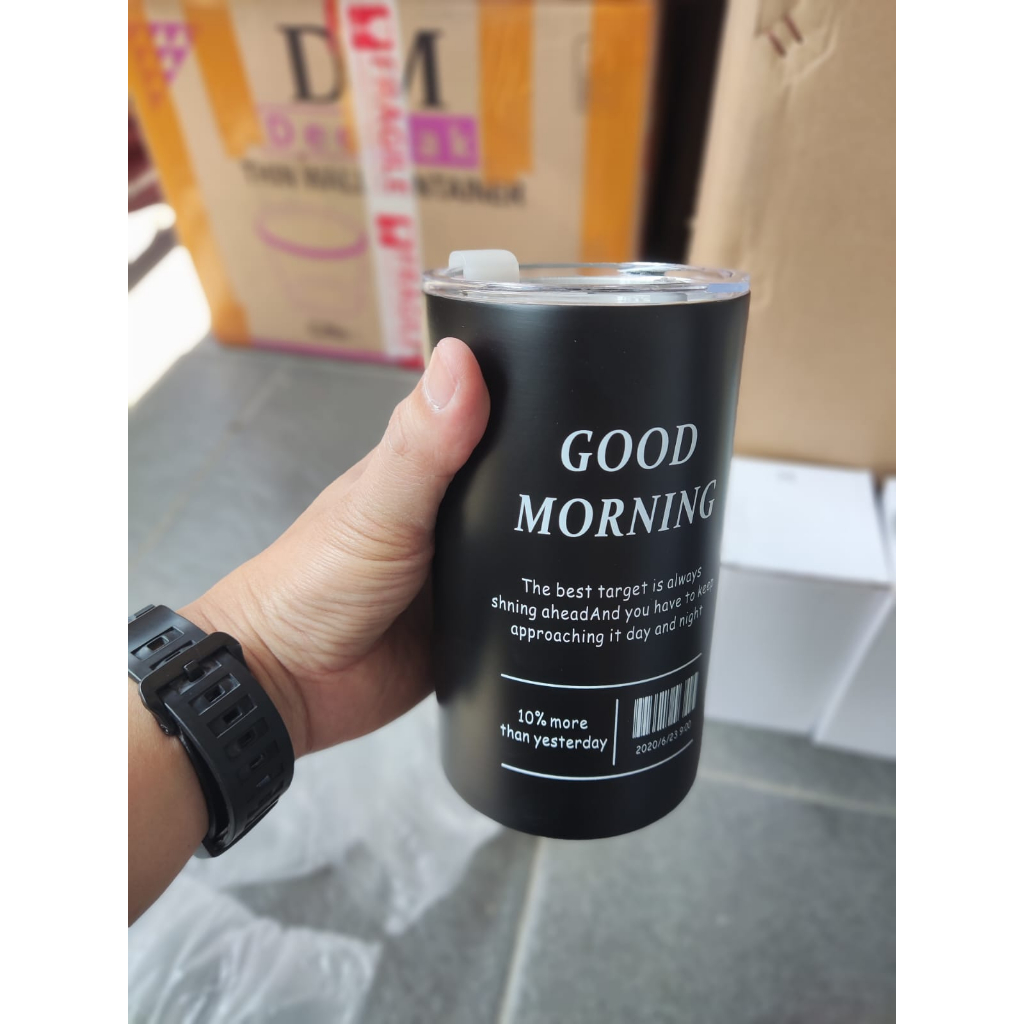 D M
FRAGILE
GOOD
MORNING
The best target is always
shning aheadAnd you have to keep
approaching it day and night
10% more
than yesterday
2020/6/23 9:00